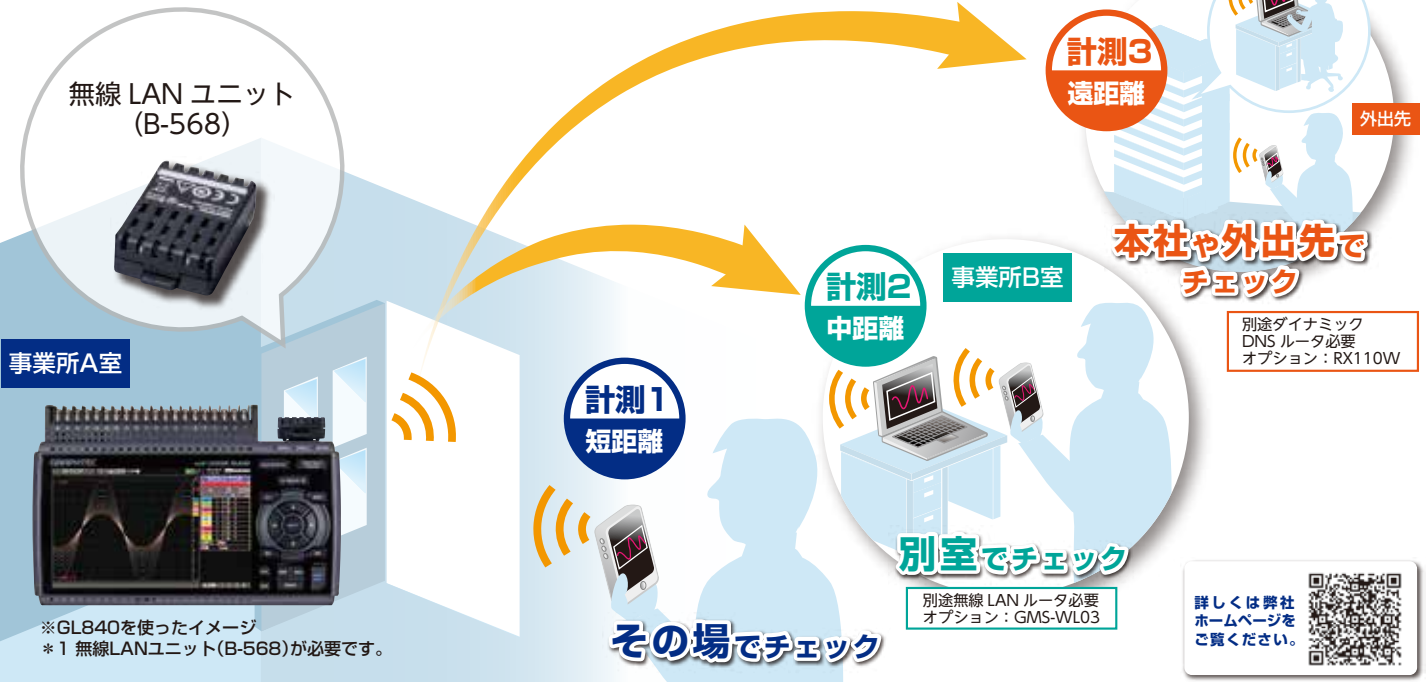 無線 LAN ユニット
(B-568)
事業所A室
※GL840を使ったイメージ
＊1 無線LANユニット(B-568)が必要です。
計測1
短距離
その場でチェック
計測2
中距離
事業所B室
別室でチェック
別途無線 LAN ルータ必要
オプション：GMS-WL03
計測3
遠距離
外出先
本社や外出先で
チェック
別途ダイナミック
DNS ルータ必要
オプション：RX110W
詳しくは弊社
ホームページを
ご覧ください。